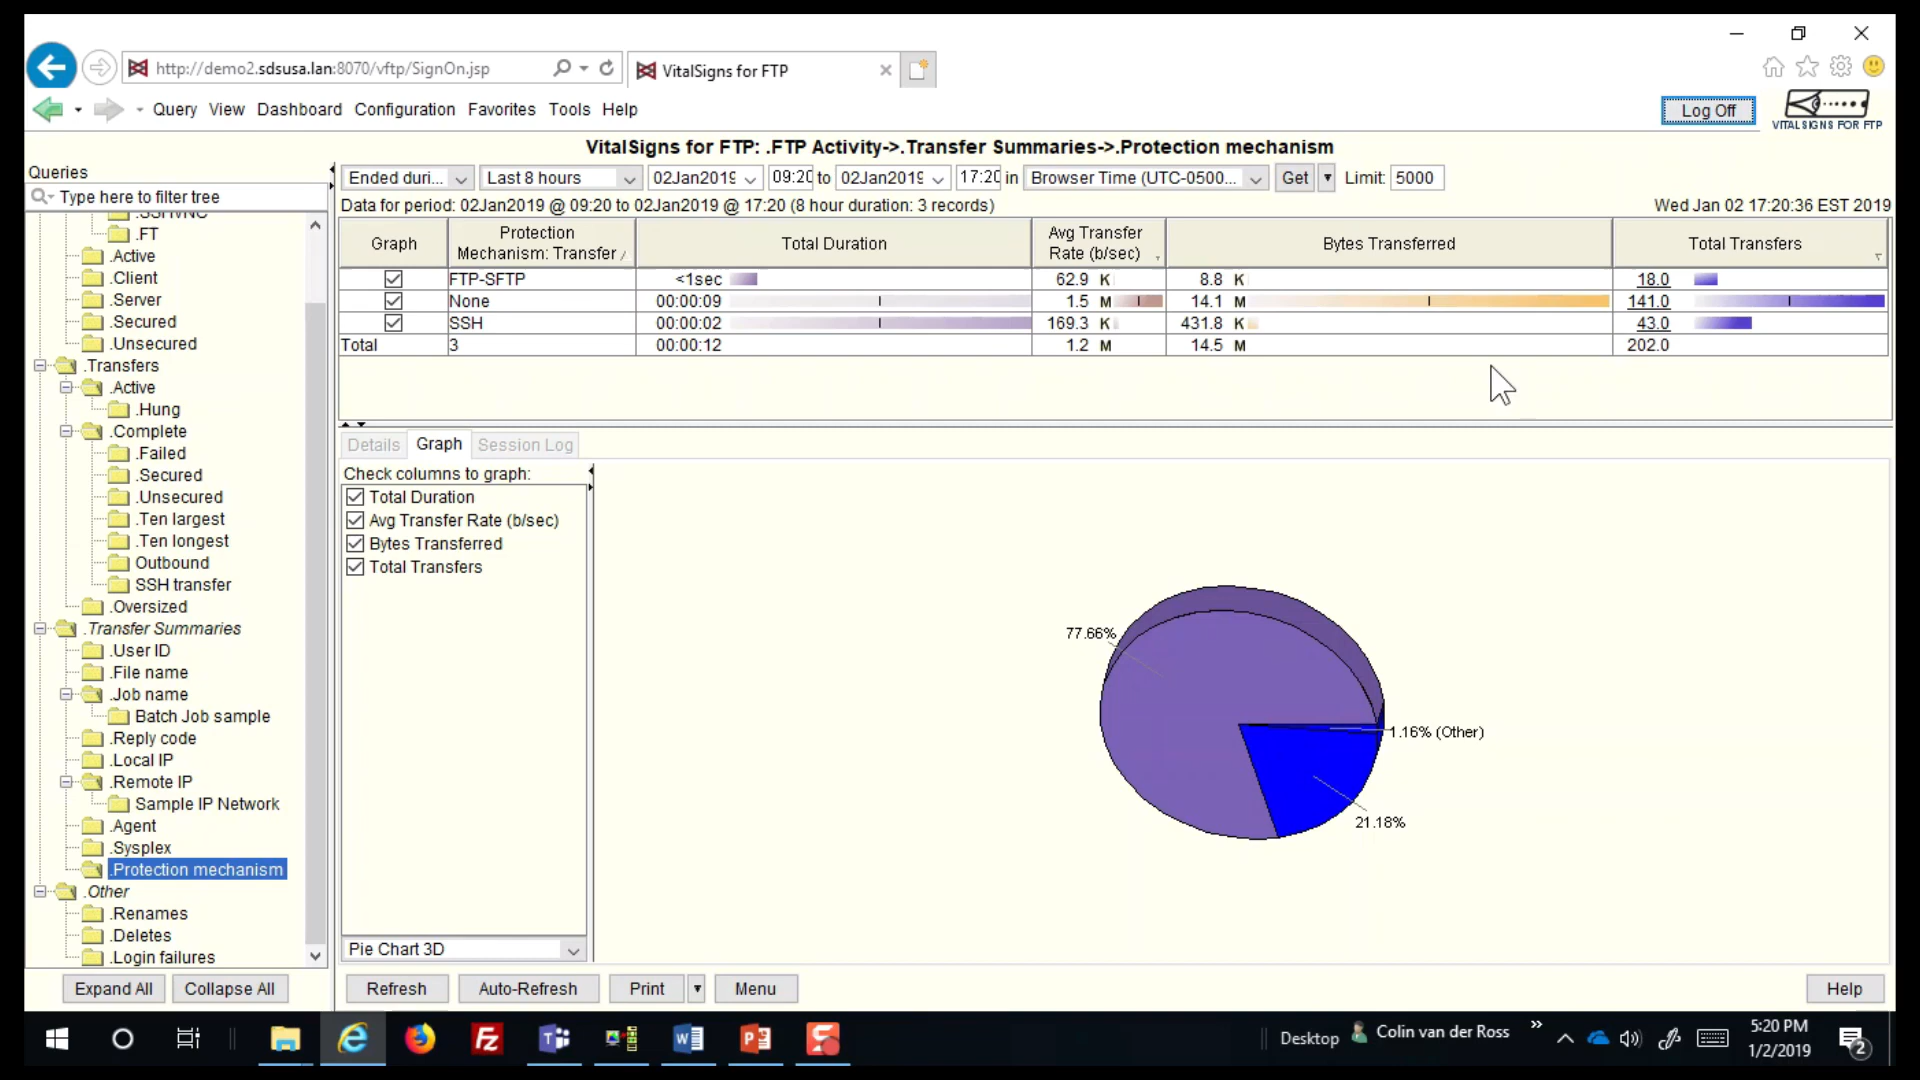 http://demo2.sdsusa.lan:8070/vftp/SignOn.jsp
VitalSigns for FTP
Query View Dashboard Configuration Favorites Tools Help
Log Off
VITALSIGNS FOR FTP
VitalSigns for FTP: .FTP Activity->.Transfer Summaries->.Protection mechanism
Queries
Type here to filter tree
.SSHVNC
.FT
.Active
.Client
.Server
.Secured
.Unsecured
.Transfers
.Active
.Hung
.Complete
.Failed
.Secured
.Unsecured
.Ten largest
.Ten longest
Outbound
SSH transfer
.Oversized
.Transfer Summaries
.User ID
.File name
.Job name
Batch Job sample
.Reply code
.Local IP
.Remote IP
Sample IP Network
.Agent
.Sysplex
.Protection mechanism
.Other
.Renames
.Deletes
.Login failures
Expand All Collapse All
Ended duri... Last 8 hours 02Jan2019 09:20 to 02Jan2019 17:20 in Browser Time (UTC-0500... Get Limit: 5000
Data for period: 02Jan2019 @ 09:20 to 02Jan2019 @ 17:20 (8 hour duration: 3 records)
Wed Jan 02 17:20:36 EST 2019
Graph
Protection
Mechanism: Transfer
Total Duration
Avg Transfer
Rate (b/sec)
Bytes Transferred
Total Transfers
FTP-SFTP <1sec 62.9 K 8.8 K 18.0
None 00:00:09 1.5 M 14.1 M 141.0
SSH 00:00:02 169.3 K 431.8 K 43.0
Total 3 00:00:12 1.2 M 14.5 M 202.0
Details Graph Session Log
Check columns to graph:
Total Duration
Avg Transfer Rate (b/sec)
Bytes Transferred
Total Transfers
77.66%
1.16% (Other)
21.18%
Pie Chart 3D
Refresh Auto-Refresh Print Menu Help
Desktop
Colin van der Ross
5:20 PM
1/2/2019
2